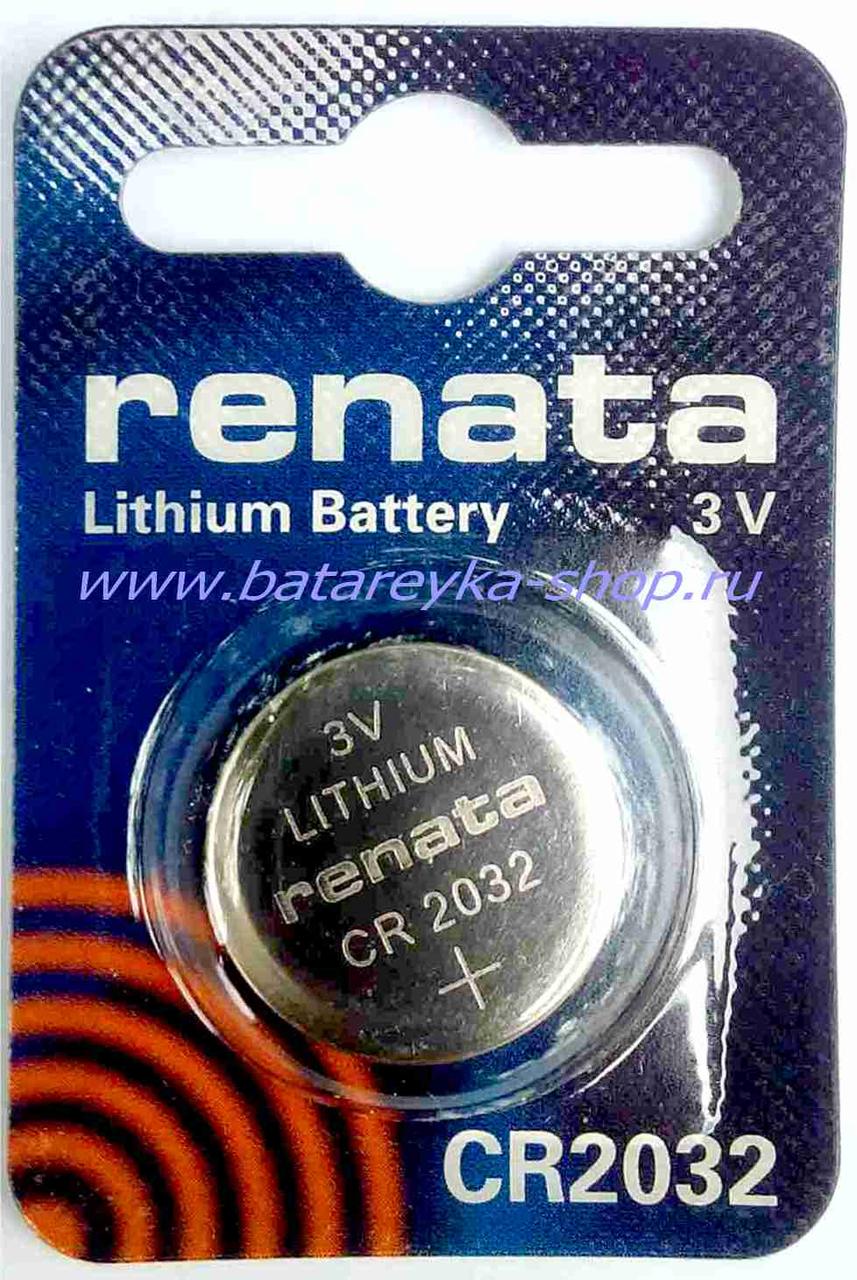 renata
Lithium Battery 3 V
www.batareyka-shop.ru
3V
LITHIUM
renata
CR 2032
+
CR2032